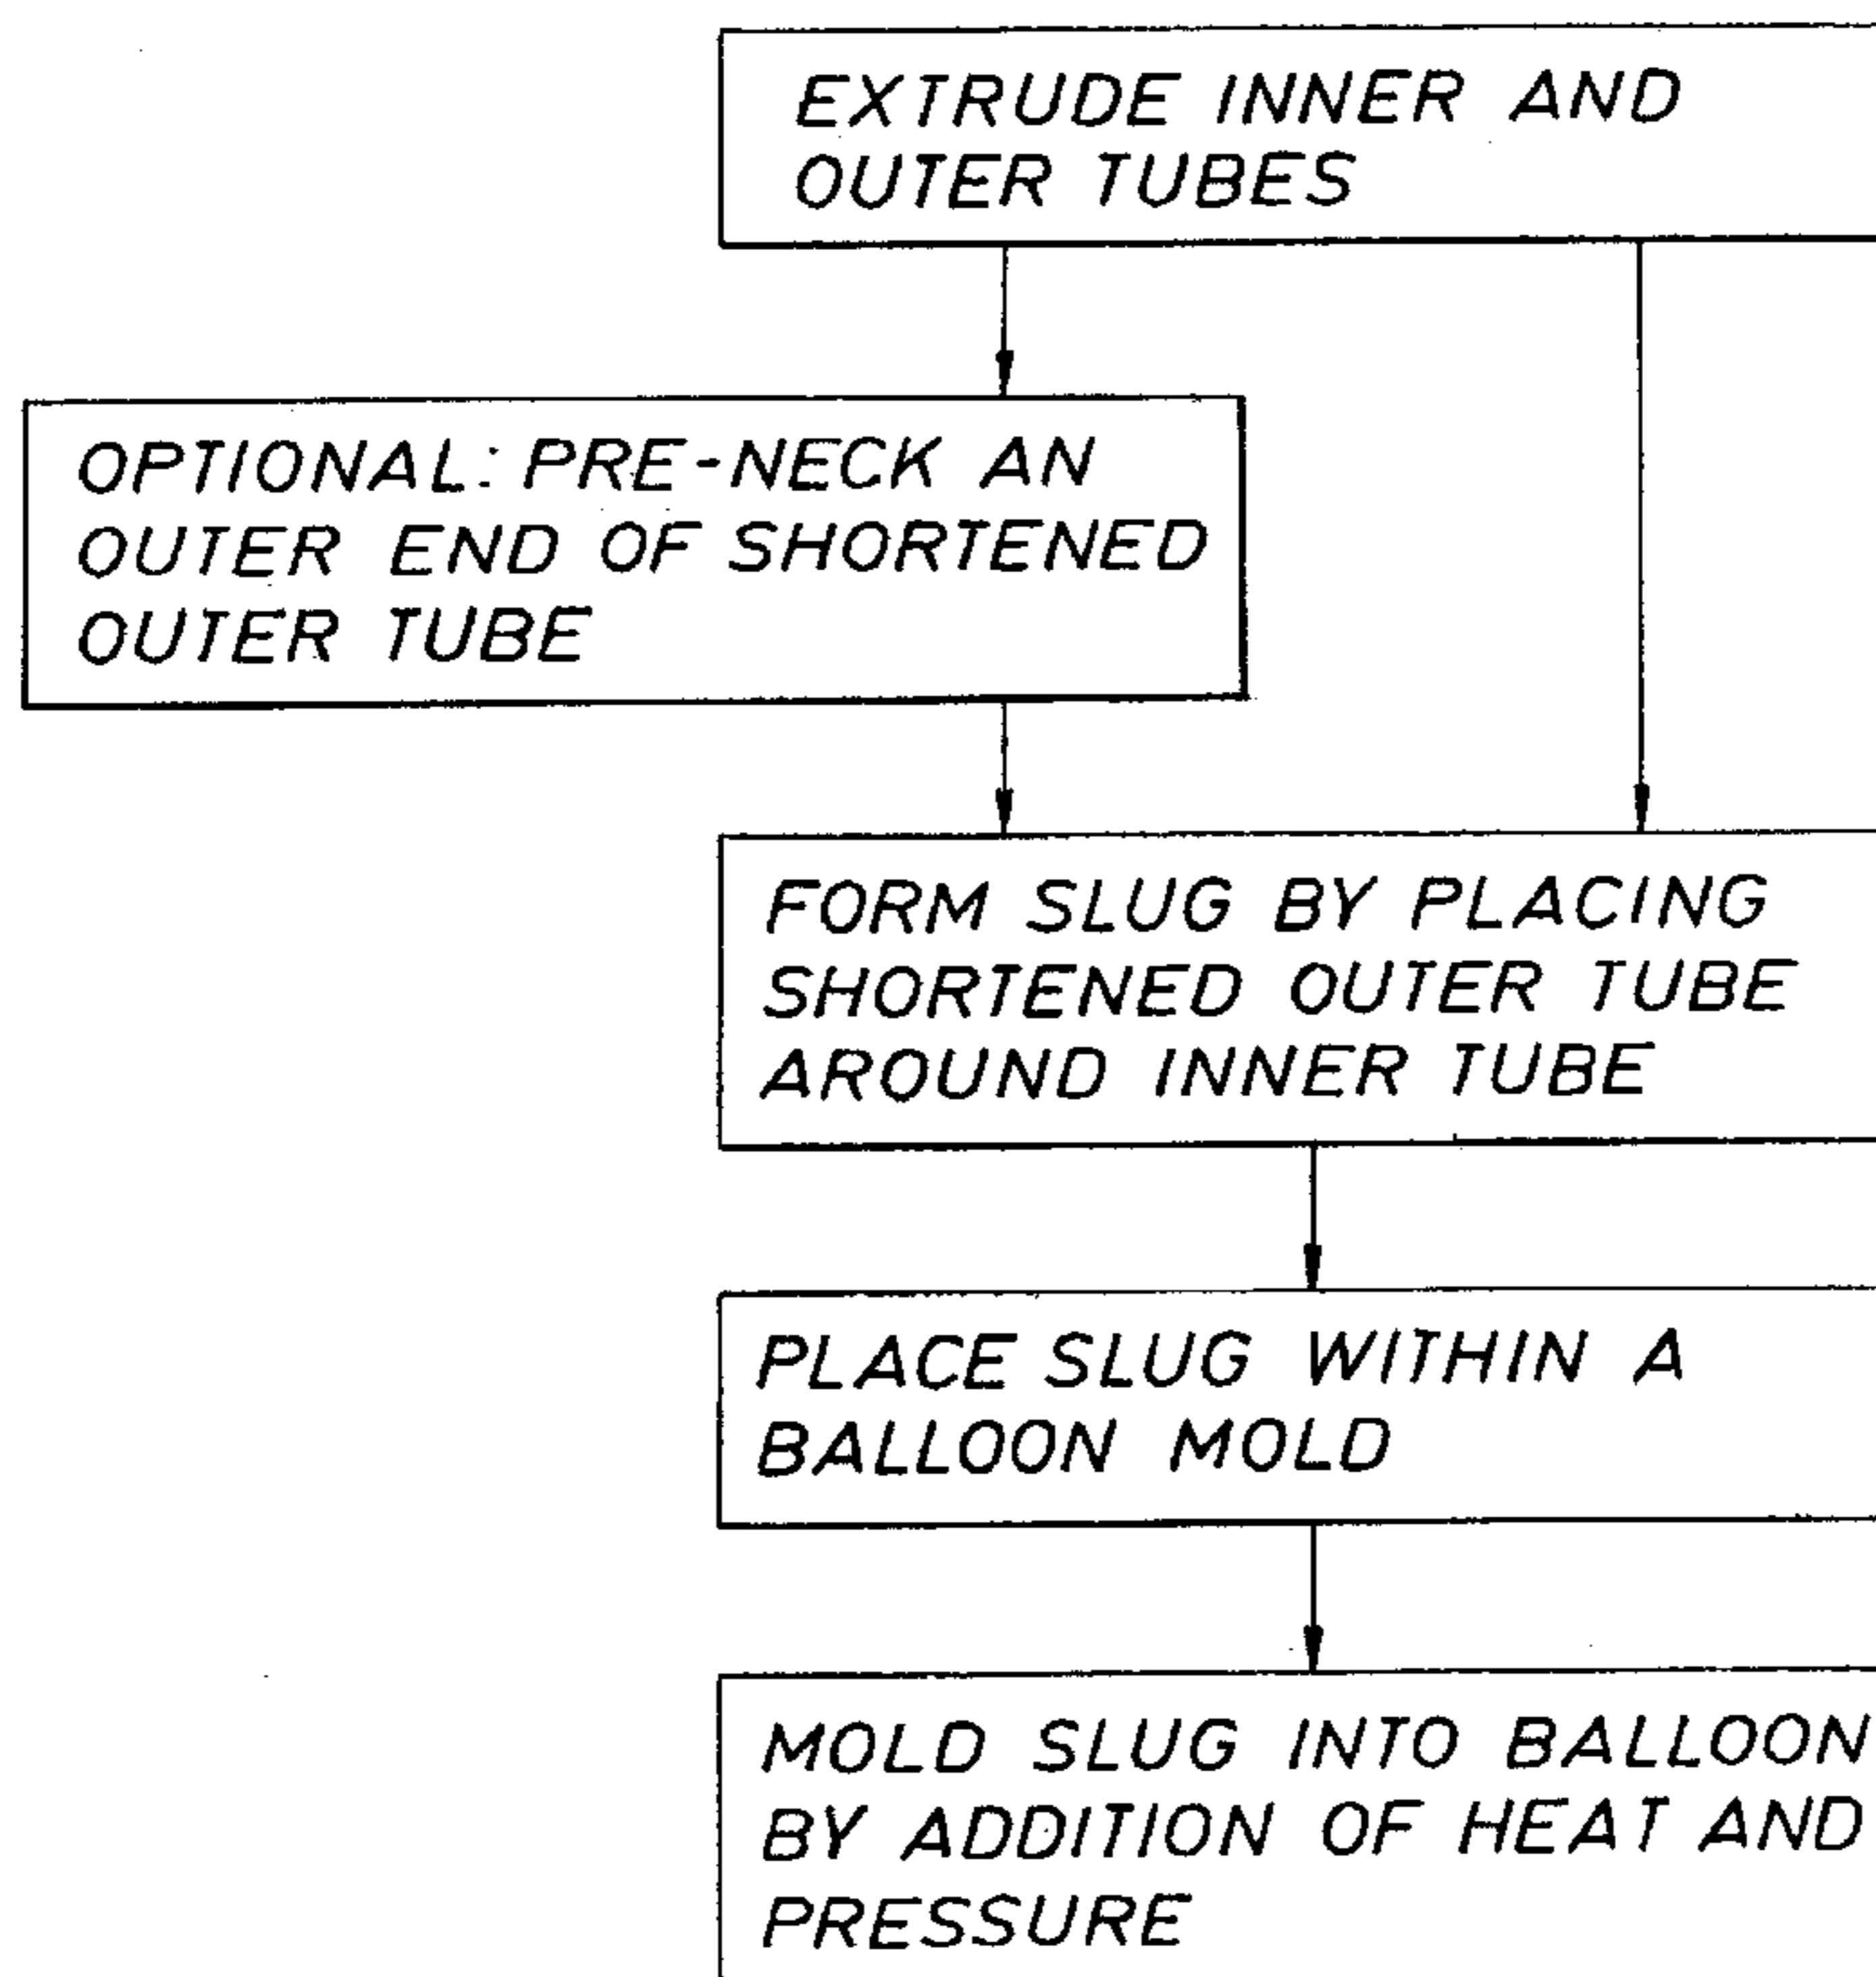 EXTRUDE INNER AND
OUTER TUBES
OPTIONAL: PRE-NECK AN
OUTER END OF SHORTENED
OUTER TUBE
FORM SLUG BY PLACING
SHORTENED OUTER TUBE
AROUND INNER TUBE
PLACE SLUG WITHIN A
BALLOON MOLD
MOLD SLUG INTO BALLOON
BY ADDITION OF HEAT AND
PRESSURE